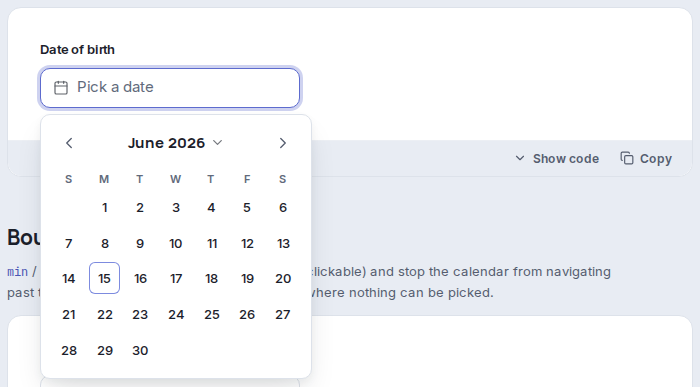 Date of birth
Pick a date
June 2026
S M T W T F S
1 2 3 4 5 6
7 8 9 10 11 12 13
14 15 16 17 18 19 20
21 22 23 24 25 26 27
28 29 30
Show code Copy
min / clickable) and stop the calendar from navigating
past where nothing can be picked.